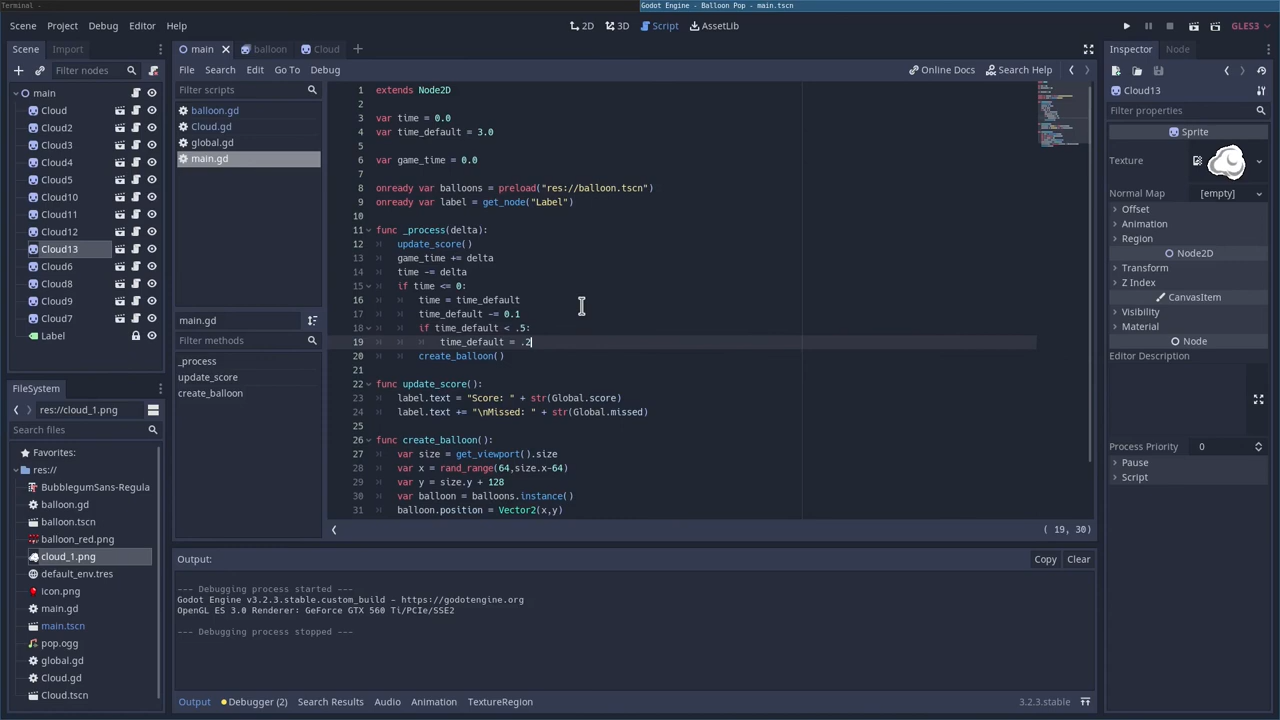 Terminal -
Godot Engine - Balloon Pop - main.tscn
Scene Project Debug Editor Help
2D 3D Script AssetLib
GLES3
Scene Import
main balloon Cloud
Inspector Node
Filter nodes
File Search Edit Go To Debug
Online Docs Search Help
main
Cloud
Cloud2
Cloud3
Cloud4
Cloud5
Cloud10
Cloud11
Cloud12
Cloud13
Cloud6
Cloud8
Cloud9
Cloud7
Label
FileSystem
res://cloud_1.png
Search files
Favorites:
res://
BubblegumSans-Regula
balloon.gd
balloon.tscn
balloon_red.png
cloud_1.png
default_env.tres
icon.png
main.gd
main.tscn
pop.ogg
global.gd
Cloud.gd
Cloud.tscn
Filter scripts
balloon.gd
Cloud.gd
global.gd
main.gd
main.gd
Filter methods
_process
update_score
create_balloon
1 extends Node2D
2
3 var time = 0.0
4 var time_default = 3.0
5
6 var game_time = 0.0
7
8 onready var balloons = preload("res://balloon.tscn")
9 onready var label = get_node("Label")
10
11 func _process(delta):
12 update_score()
13 game_time += delta
14 time -= delta
15 if time <= 0:
16 time = time_default
17 time_default -= 0.1
18 if time_default < .5:
19 time_default = .2
20 create_balloon()
21
22 func update_score():
23 label.text = "Score: " + str(Global.score)
24 label.text += "\nMissed: " + str(Global.missed)
25
26 func create_balloon():
27 var size = get_viewport().size
28 var x = rand_range(64,size.x-64)
29 var y = size.y + 128
30 var balloon = balloons.instance()
31 balloon.position = Vector2(x,y)
( 19, 30)
Output:
Copy Clear
--- Debugging process started ---
Godot Engine v3.2.3.stable.custom_build - https://godotengine.org
OpenGL ES 3.0 Renderer: GeForce GTX 560 Ti/PCIe/SSE2
--- Debugging process stopped ---
Output Debugger (2) Search Results Audio Animation TextureRegion
3.2.3.stable
Cloud13
Filter properties
Sprite
Texture
Normal Map [empty]
Offset
Animation
Region
Node2D
Transform
Z Index
CanvasItem
Visibility
Material
Node
Editor Description
Process Priority 0
Pause
Script